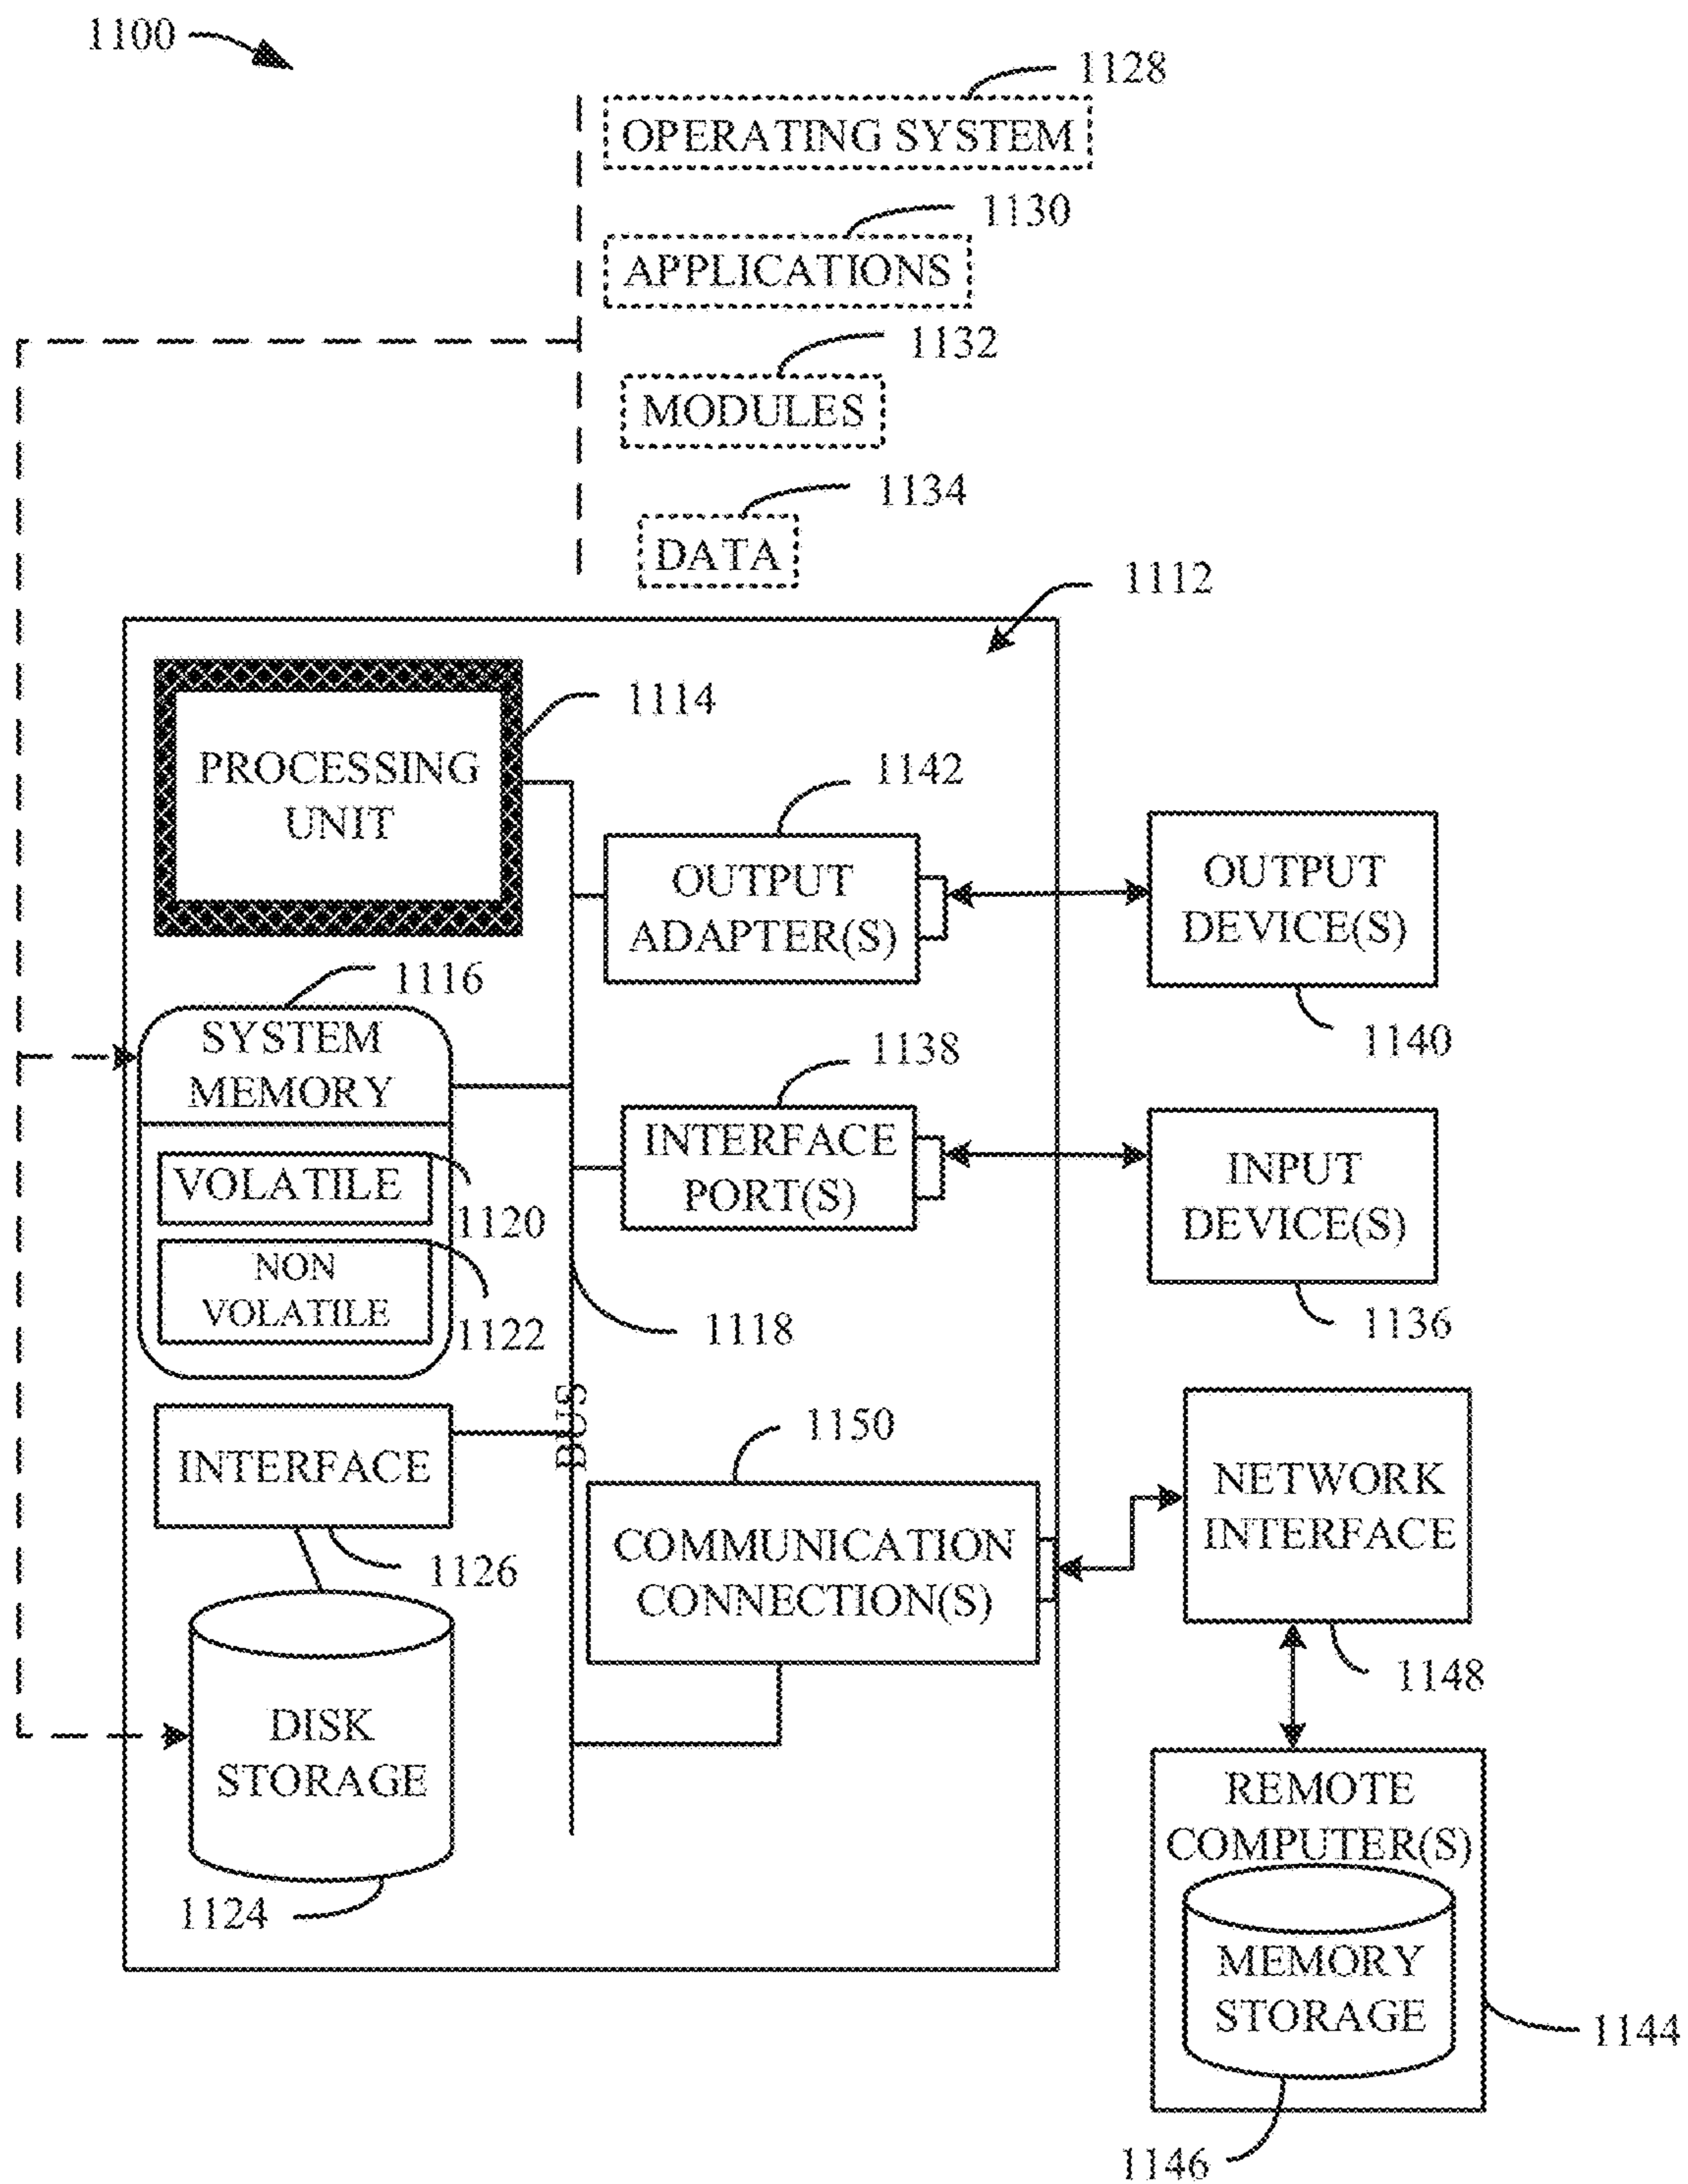 1100
1128
OPERATING SYSTEM
1130
APPLICATIONS
1132
MODULES
1134
DATA
1112
1114
PROCESSING
UNIT
1142
OUTPUT
ADAPTER(S)
OUTPUT
DEVICE(S)
1140
1116
SYSTEM
MEMORY
VOLATILE
1120
NON
VOLATILE
1122
1138
INTERFACE
PORT(S)
INPUT
DEVICE(S)
1136
1118
BUS
INTERFACE
1126
1150
COMMUNICATION
CONNECTION(S)
NETWORK
INTERFACE
1148
DISK
STORAGE
1124
REMOTE
COMPUTER(S)
MEMORY
STORAGE
1144
1146